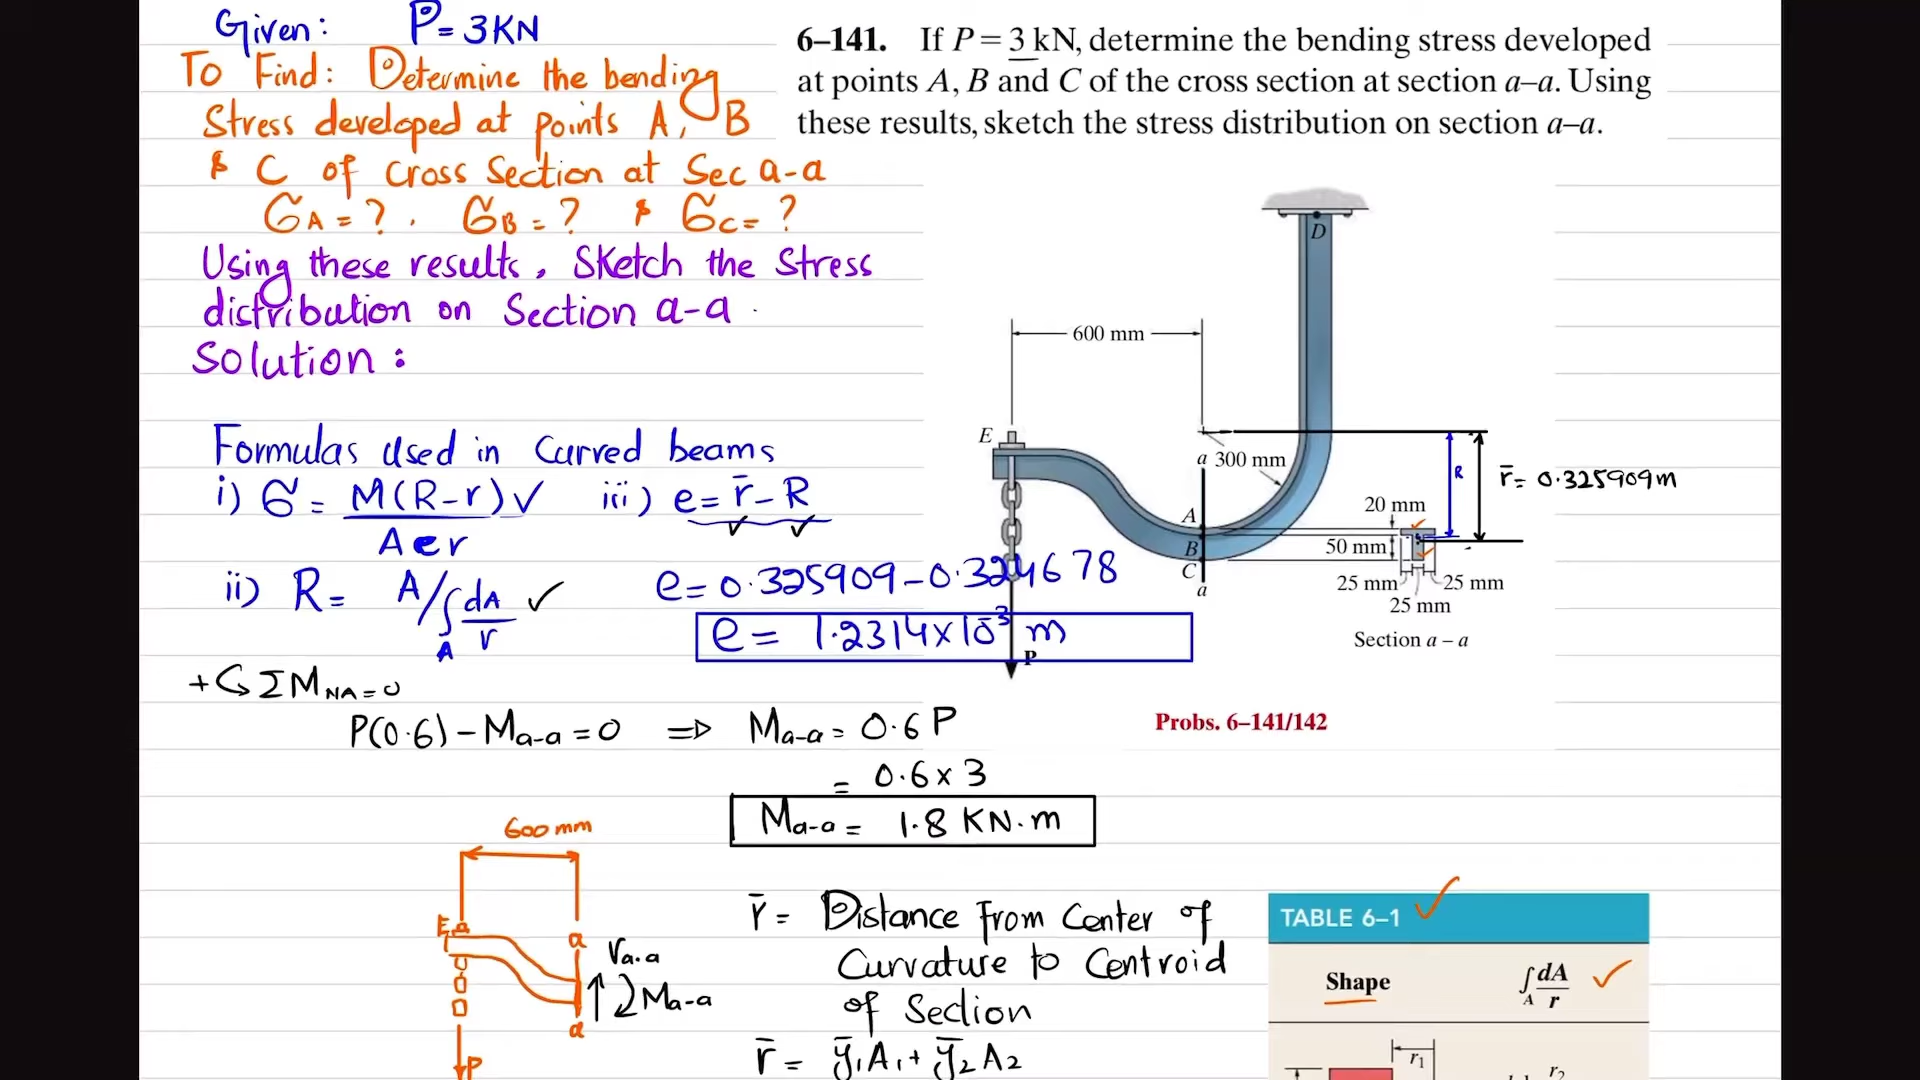 Given: P = 3KN
To Find: Determine the bending
Stress developed at points A, B
& C of cross Section at Sec a-a
σA = ? . σB = ? & σC = ?
Using these results, Sketch the Stress
distribution on Section a-a.
Solution:
6–141. If P = 3 kN, determine the bending stress developed
at points A, B and C of the cross section at section a–a. Using
these results, sketch the stress distribution on section a–a.
D
600 mm
E
a 300 mm
A
B
C
a
P
20 mm
50 mm
25 mm 25 mm
25 mm
Section a – a
R
r̄ = 0.325909m
Probs. 6–141/142
Formulas used in Curved beams
i) σ = M(R-r) ✓ / Aer iii) e = r̄ - R
ii) R = A/∫A dA/r ✓
e = 0.325909 - 0.324678
e = 1.2314×10⁻³ m
+ ΣM NA = 0
P(0.6) - Ma-a = 0 ⇒ Ma-a = 0.6 P
= 0.6 x 3
Ma-a = 1.8 KN.m
600 mm
E a
a
Va.a
Ma-a
a
P
r̄ = Distance From Center of
Curvature to Centroid
of Section
r̄ = ȳ1A1 + ȳ2A2
TABLE 6–1
Shape ∫A dA/r
r1
r2